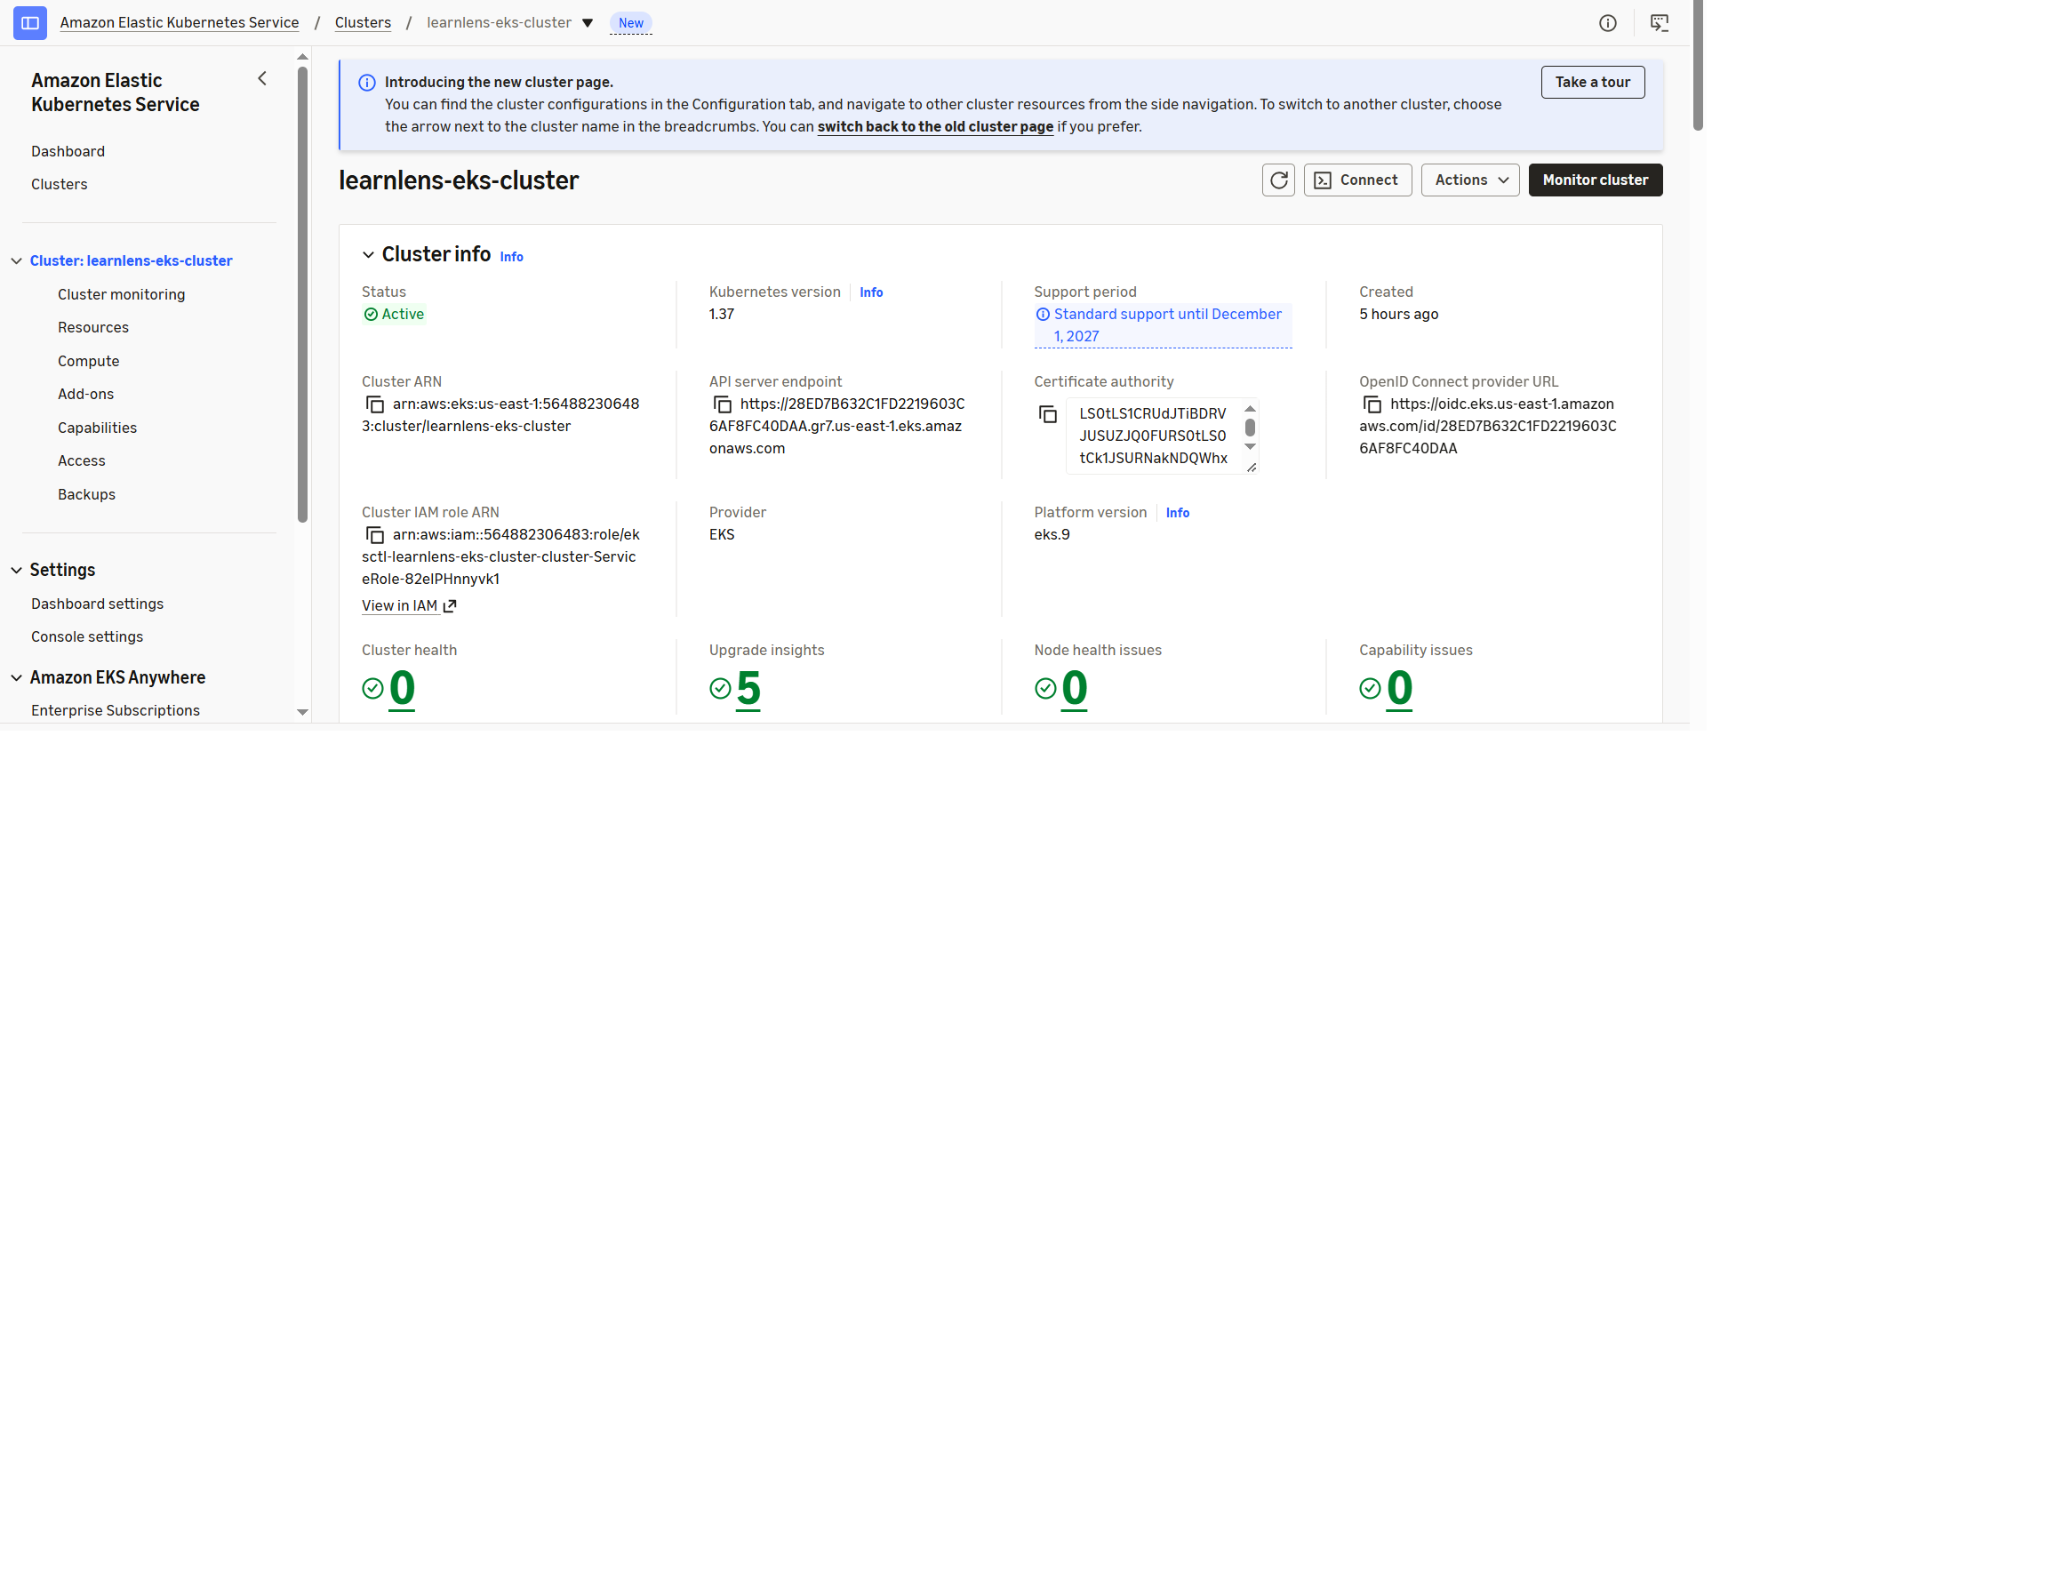 Amazon Elastic Kubernetes Service / Clusters / learnlens-eks-cluster New
Amazon Elastic
Kubernetes Service
Dashboard
Clusters
Cluster: learnlens-eks-cluster
Cluster monitoring
Resources
Compute
Add-ons
Capabilities
Access
Backups
Settings
Dashboard settings
Console settings
Amazon EKS Anywhere
Enterprise Subscriptions
Introducing the new cluster page.
You can find the cluster configurations in the Configuration tab, and navigate to other cluster resources from the side navigation. To switch to another cluster, choose
the arrow next to the cluster name in the breadcrumbs. You can switch back to the old cluster page if you prefer.
Take a tour
learnlens-eks-cluster
Connect
Actions
Monitor cluster
Cluster info Info
Status
Active
Kubernetes version Info
1.37
Support period
Standard support until December
1, 2027
Created
5 hours ago
Cluster ARN
arn:aws:eks:us-east-1:56488230648
3:cluster/learnlens-eks-cluster
API server endpoint
https://28ED7B632C1FD2219603C
6AF8FC40DAA.gr7.us-east-1.eks.amaz
onaws.com
Certificate authority
LS0tLS1CRUdJTiBDRV
JUSUZJQ0FURS0tLS0
tCk1JSURNakNDQWhx
OpenID Connect provider URL
https://oidc.eks.us-east-1.amazon
aws.com/id/28ED7B632C1FD2219603C
6AF8FC40DAA
Cluster IAM role ARN
arn:aws:iam::564882306483:role/ek
sctl-learnlens-eks-cluster-cluster-Servic
eRole-82elPHnnyvk1
View in IAM
Provider
EKS
Platform version Info
eks.9
Cluster health
0
Upgrade insights
5
Node health issues
0
Capability issues
0